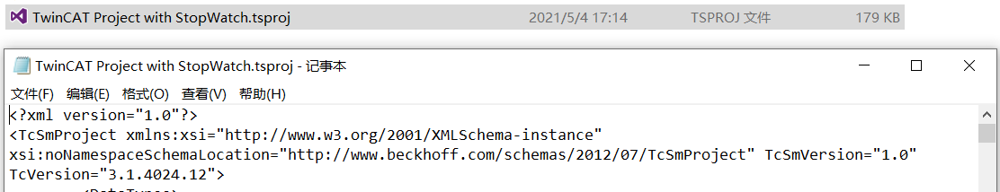 TwinCAT Project with StopWatch.tsproj 2021/5/4 17:14 TSPROJ 文件 179 KB
TwinCAT Project with StopWatch.tsproj - 记事本
文件(F) 编辑(E) 格式(O) 查看(V) 帮助(H)
<?xml version="1.0"?>
<TcSmProject xmlns:xsi="http://www.w3.org/2001/XMLSchema-instance"
xsi:noNamespaceSchemaLocation="http://www.beckhoff.com/schemas/2012/07/TcSmProject" TcSmVersion="1.0"
TcVersion="3.1.4024.12">
<DataTypes>